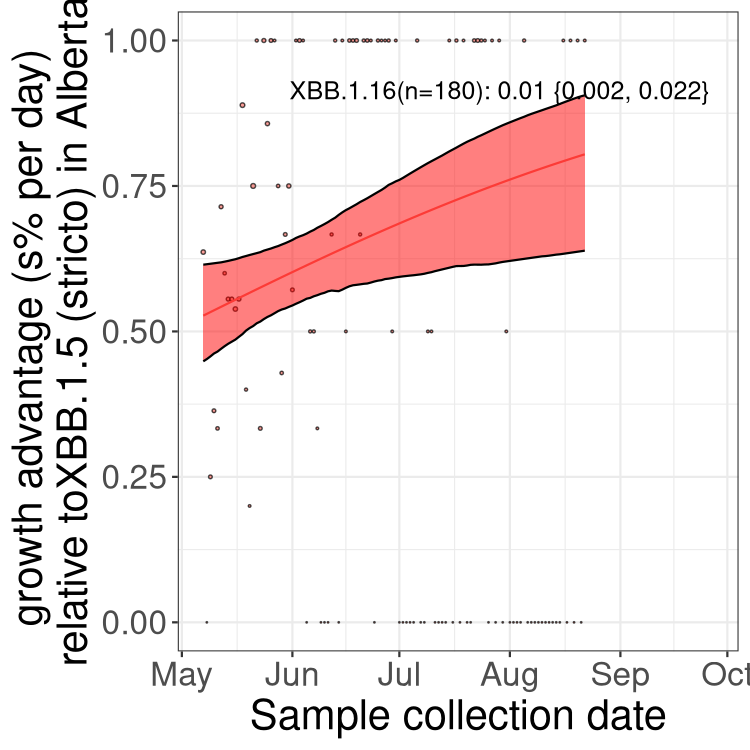 growth advantage (s% per day)
relative toXBB.1.5 (stricto) in Alberta
1.00
0.75
0.50
0.25
0.00
XBB.1.16(n=180): 0.01 {0.002, 0.022}
May Jun Jul Aug Sep Oct
Sample collection date